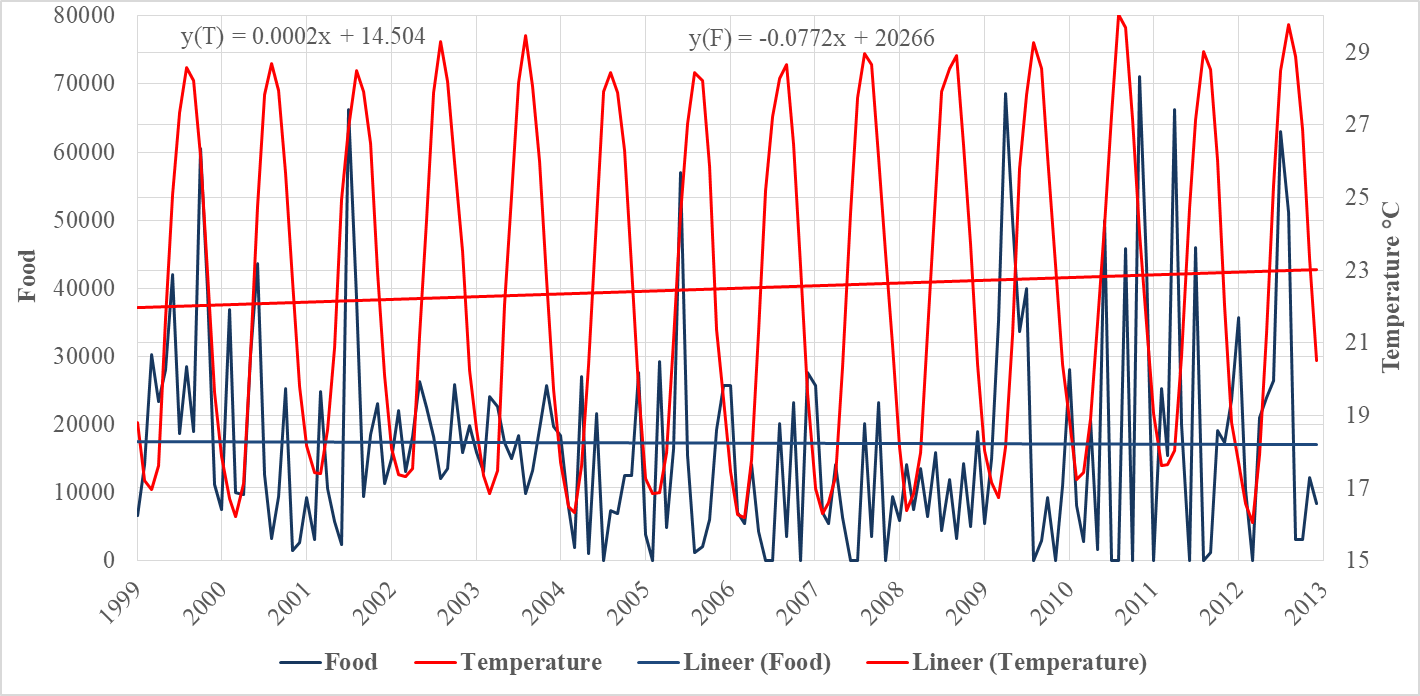 y(T) = 0.0002x + 14.504
y(F) = -0.0772x + 20266
80000
70000
60000
50000
40000
30000
20000
10000
0
Food
29
27
25
23
21
19
17
15
Temperature °C
1999 2000 2001 2002 2003 2004 2005 2006 2007 2008 2009 2010 2011 2012 2013
Food Temperature Lineer (Food) Lineer (Temperature)